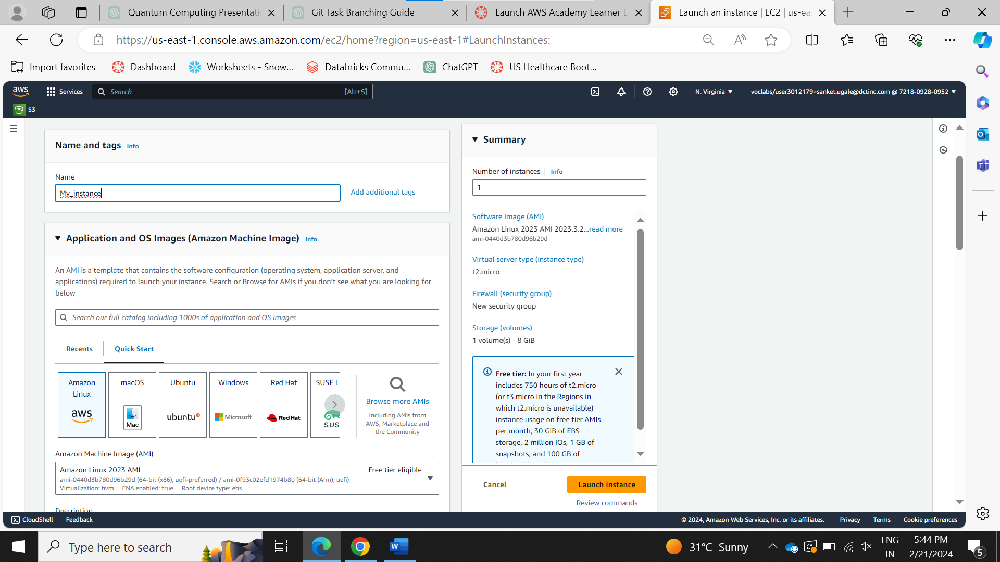 Quantum Computing Presentati
Git Task Branching Guide
Launch AWS Academy Learner L
Launch an instance | EC2 | us-ea
https://us-east-1.console.aws.amazon.com/ec2/home?region=us-east-1#LaunchInstances:
Import favorites
Dashboard
Worksheets - Snow...
Databricks Commu...
ChatGPT
US Healthcare Boot...
aws
Services
Search
[Alt+S]
N. Virginia
voclabs/user3012179=sanket.ugale@dctinc.com @ 7218-0928-0952
S3
Name and tags Info
Name
My_instance
Add additional tags
Application and OS Images (Amazon Machine Image) Info
An AMI is a template that contains the software configuration (operating system, application server, and
applications) required to launch your instance. Search or Browse for AMIs if you don't see what you are looking for
below
Search our full catalog including 1000s of application and OS images
Recents
Quick Start
Amazon
Linux
aws
macOS
Mac
Ubuntu
ubuntu
Windows
Microsoft
Red Hat
Red Hat
SUSE Li
SUS
Browse more AMIs
Including AMIs from
AWS, Marketplace and
the Community
Amazon Machine Image (AMI)
Amazon Linux 2023 AMI
Free tier eligible
ami-0440d3b780d96b29d (64-bit (x86), uefi-preferred) / ami-0f93c02efd1974b8b (64-bit (Arm), uefi)
Virtualization: hvm ENA enabled: true Root device type: ebs
Description
Summary
Number of instances Info
1
Software Image (AMI)
Amazon Linux 2023 AMI 2023.3.2...read more
ami-0440d3b780d96b29d
Virtual server type (instance type)
t2.micro
Firewall (security group)
New security group
Storage (volumes)
1 volume(s) - 8 GiB
Free tier: In your first year
includes 750 hours of t2.micro
(or t3.micro in the Regions in
which t2.micro is unavailable)
instance usage on free tier AMIs
per month, 30 GiB of EBS
storage, 2 million IOs, 1 GB of
snapshots, and 100 GB of
Cancel
Launch instance
Review commands
CloudShell
Feedback
© 2024, Amazon Web Services, Inc. or its affiliates.
Privacy
Terms
Cookie preferences
Type here to search
31°C Sunny
ENG
IN
5:44 PM
2/21/2024
5